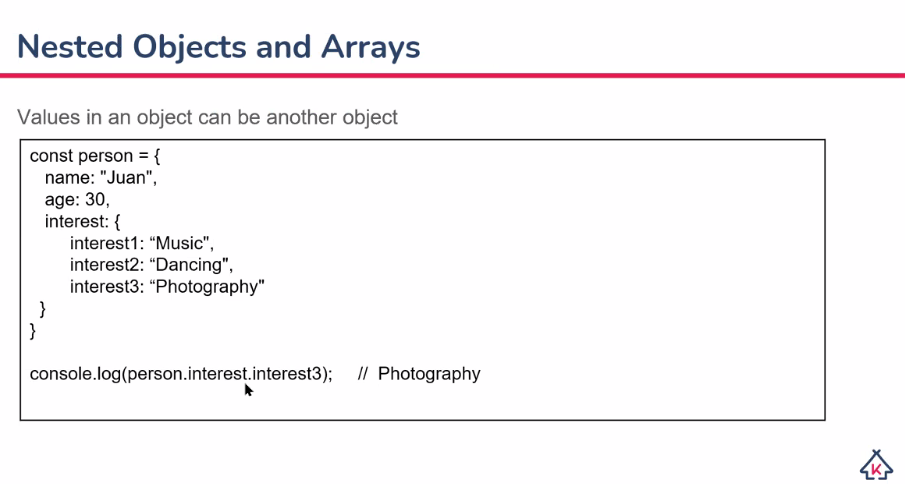 Nested Objects and Arrays
Values in an object can be another object
const person = {
name: "Juan",
age: 30,
interest: {
interest1: “Music",
interest2: “Dancing",
interest3: “Photography"
}
}
console.log(person.interest.interest3); // Photography
K